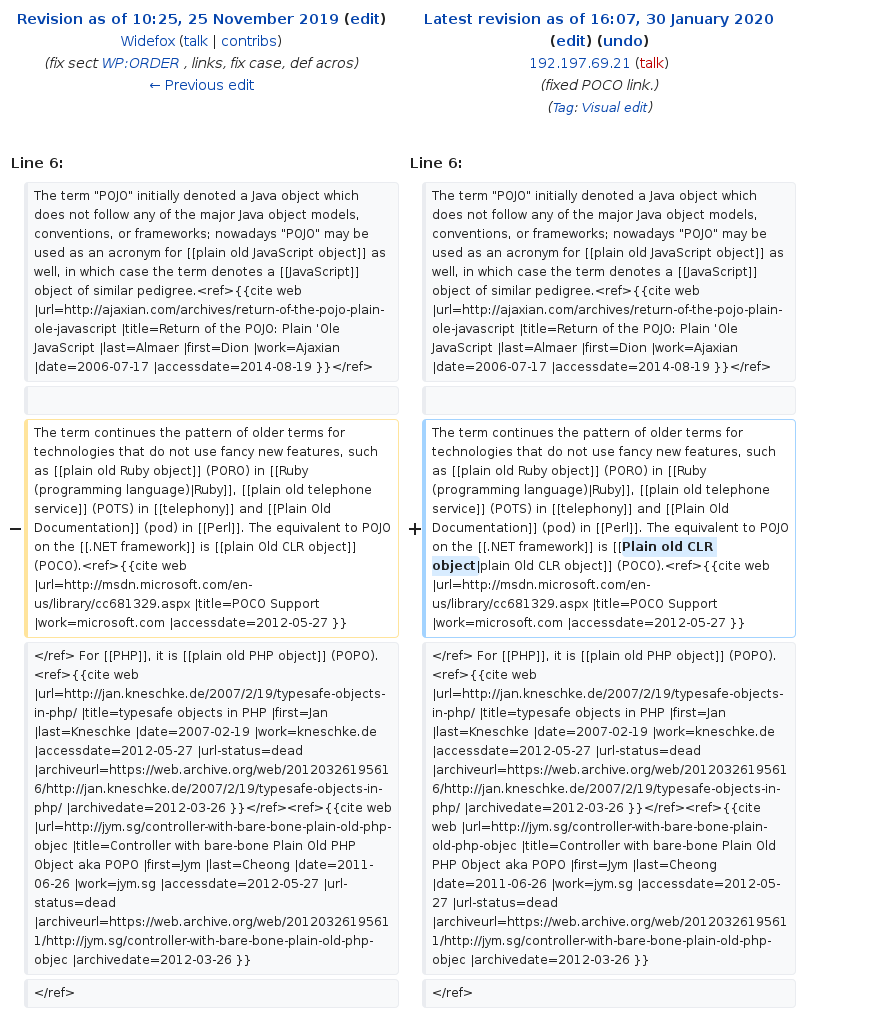 Revision as of 10:25, 25 November 2019 (edit)
Widefox (talk | contribs)
(fix sect WP:ORDER , links, fix case, def acros)
← Previous edit
Latest revision as of 16:07, 30 January 2020
(edit) (undo)
192.197.69.21 (talk)
(fixed POCO link.)
(Tag: Visual edit)
Line 6:
The term "POJO" initially denoted a Java object which
does not follow any of the major Java object models,
conventions, or frameworks; nowadays "POJO" may be
used as an acronym for [[plain old JavaScript object]] as
well, in which case the term denotes a [[JavaScript]]
object of similar pedigree.<ref>{{cite web
|url=http://ajaxian.com/archives/return-of-the-pojo-plain-
ole-javascript |title=Return of the POJO: Plain 'Ole
JavaScript |last=Almaer |first=Dion |work=Ajaxian
|date=2006-07-17 |accessdate=2014-08-19 }}</ref>
−
The term continues the pattern of older terms for
technologies that do not use fancy new features, such
as [[plain old Ruby object]] (PORO) in [[Ruby
(programming language)|Ruby]], [[plain old telephone
service]] (POTS) in [[telephony]] and [[Plain Old
Documentation]] (pod) in [[Perl]]. The equivalent to POJO
on the [[.NET framework]] is [[plain Old CLR object]]
(POCO).<ref>{{cite web
|url=http://msdn.microsoft.com/en-
us/library/cc681329.aspx |title=POCO Support
|work=microsoft.com |accessdate=2012-05-27 }}
</ref> For [[PHP]], it is [[plain old PHP object]] (POPO).
<ref>{{cite web
|url=http://jan.kneschke.de/2007/2/19/typesafe-objects-
in-php/ |title=typesafe objects in PHP |first=Jan
|last=Kneschke |date=2007-02-19 |work=kneschke.de
|accessdate=2012-05-27 |url-status=dead
|archiveurl=https://web.archive.org/web/2012032619561
6/http://jan.kneschke.de/2007/2/19/typesafe-objects-in-
php/ |archivedate=2012-03-26 }}</ref><ref>{{cite web
|url=http://jym.sg/controller-with-bare-bone-plain-old-php-
objec |title=Controller with bare-bone Plain Old PHP
Object aka POPO |first=Jym |last=Cheong |date=2011-
06-26 |work=jym.sg |accessdate=2012-05-27 |url-
status=dead
|archiveurl=https://web.archive.org/web/2012032619561
1/http://jym.sg/controller-with-bare-bone-plain-old-php-
objec |archivedate=2012-03-26 }}
</ref>
Line 6:
The term "POJO" initially denoted a Java object which
does not follow any of the major Java object models,
conventions, or frameworks; nowadays "POJO" may be
used as an acronym for [[plain old JavaScript object]] as
well, in which case the term denotes a [[JavaScript]]
object of similar pedigree.<ref>{{cite web
|url=http://ajaxian.com/archives/return-of-the-pojo-plain-
ole-javascript |title=Return of the POJO: Plain 'Ole
JavaScript |last=Almaer |first=Dion |work=Ajaxian
|date=2006-07-17 |accessdate=2014-08-19 }}</ref>
+
The term continues the pattern of older terms for
technologies that do not use fancy new features, such
as [[plain old Ruby object]] (PORO) in [[Ruby
(programming language)|Ruby]], [[plain old telephone
service]] (POTS) in [[telephony]] and [[Plain Old
Documentation]] (pod) in [[Perl]]. The equivalent to POJO
on the [[.NET framework]] is [[Plain old CLR
object|plain Old CLR object]] (POCO).<ref>{{cite web
|url=http://msdn.microsoft.com/en-
us/library/cc681329.aspx |title=POCO Support
|work=microsoft.com |accessdate=2012-05-27 }}
</ref> For [[PHP]], it is [[plain old PHP object]] (POPO).
<ref>{{cite web
|url=http://jan.kneschke.de/2007/2/19/typesafe-objects-
in-php/ |title=typesafe objects in PHP |first=Jan
|last=Kneschke |date=2007-02-19 |work=kneschke.de
|accessdate=2012-05-27 |url-status=dead
|archiveurl=https://web.archive.org/web/2012032619561
6/http://jan.kneschke.de/2007/2/19/typesafe-objects-in-
php/ |archivedate=2012-03-26 }}</ref><ref>{{cite
web |url=http://jym.sg/controller-with-bare-bone-plain-
old-php-objec |title=Controller with bare-bone Plain Old
PHP Object aka POPO |first=Jym |last=Cheong
|date=2011-06-26 |work=jym.sg |accessdate=2012-05-
27 |url-status=dead
|archiveurl=https://web.archive.org/web/2012032619561
1/http://jym.sg/controller-with-bare-bone-plain-old-php-
objec |archivedate=2012-03-26 }}
</ref>